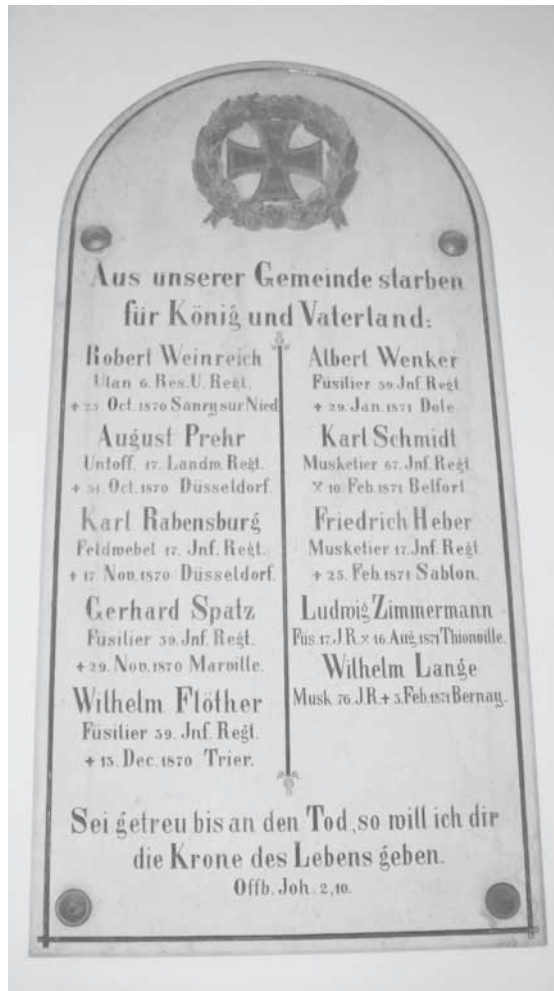 Aus unserer Gemeinde starben
für König und Vaterland:
Robert Weinreich
Ulan 6. Res. U. Regt.
+ 23. Oct. 1870 Sanry sur Nied
August Prehr
Untoff. 17. Landw. Regt.
+ 31. Oct. 1870 Düsseldorf.
Karl Rabensburg
Feldwebel 17. Jnf. Regt.
+ 17. Nov. 1870 Düsseldorf.
Gerhard Spatz
Füsilier 39. Jnf. Regt.
+ 29. Nov. 1870 Marville.
Wilhelm Flöther
Füsilier 39. Jnf. Regt.
+ 13. Dec. 1870 Trier.
Albert Wenker
Füsilier 39. Jnf. Regt
+ 29. Jan. 1871 Dole.
Karl Schmidt
Musketier 67. Jnf. Regt
⚔ 10. Feb. 1871 Belfort
Friedrich Heber
Musketier 17. Jnf. Regt
+ 25. Feb. 1871 Sablon.
Ludwig Zimmermann
Füs. 17. J. R. ⚔ 16. Aug. 1871 Thionville.
Wilhelm Lange
Musk 76. J. R. + 3. Feb. 1871 Bernay.
Sei getreu bis an den Tod, so will ich dir
die Krone des Lebens geben.
Offb. Joh. 2,10.